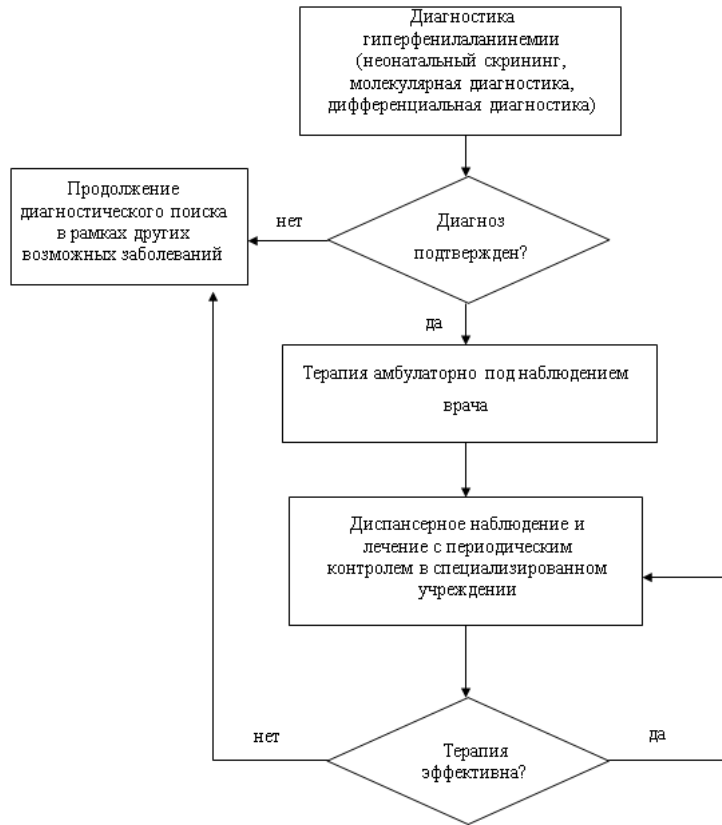 Диагностика
гиперфенилаланинемии
(неонатальный скрининг,
молекулярная диагностика,
дифференциальная диагностика)
Продолжение
диагностического поиска
в рамках других
возможных заболеваний
нет
Диагноз
подтвержден?
да
Терапия амбулаторно под наблюдением
врача
Диспансерное наблюдение и
лечение с периодическим
контролем в специализированном
учреждении
нет
Терапия
эффективна?
да